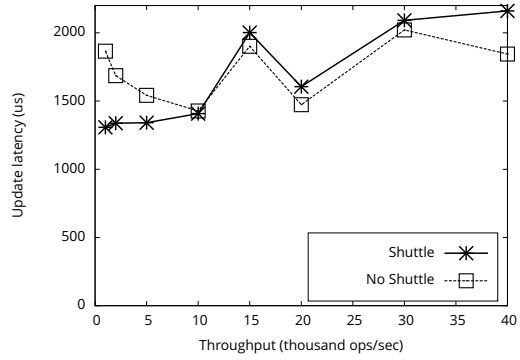 2000
1500
1000
500
0
Update latency (us)
Shuttle
No Shuttle
0 5 10 15 20 25 30 35 40
Throughput (thousand ops/sec)